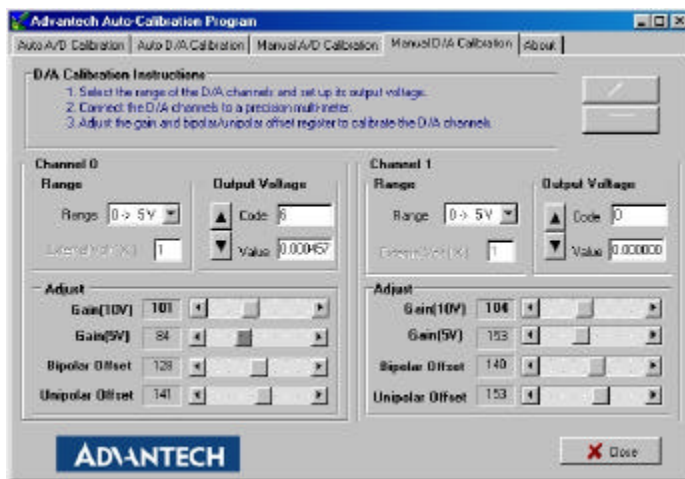 Advantech Auto-Calibration Program
Auto A/D Calibration Auto D/A Calibration Manual A/D Calibration Manual D/A Calibration About
D/A Calibration Instructions
1. Select the range of the D/A channels and set up its output voltage.
2. Connect the D/A channels to a precision multi-meter.
3. Adjust the gain and bipolar/unipolar offset register to calibrate the D/A channels.
Channel 0
Range
Range 0 -> 5 V
1
Output Voltage
Code 6
Value 0.000457
Adjust
Gain(10V) 101
Gain(5V) 84
Bipolar Offset 128
Unipolar Offset 141
Channel 1
Range
Range 0 -> 5 V
1
Output Voltage
Code 0
Value 0.000000
Adjust
Gain(10V) 104
Gain(5V) 153
Bipolar Offset 140
Unipolar Offset 153
ADVANTECH
Close